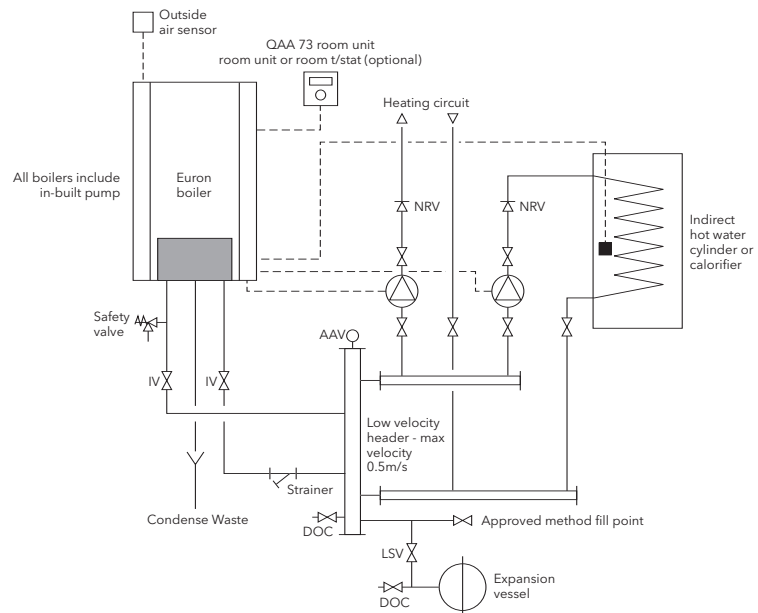 Outside
air sensor
QAA 73 room unit
room unit or room t/stat (optional)
Heating circuit
All boilers include
in-built pump
Euron
boiler
NRV
NRV
Indirect
hot water
cylinder or
calorifier
Safety
valve
AAV
IV
IV
Low velocity
header - max
velocity
0.5m/s
Strainer
Condense Waste
DOC
Approved method fill point
LSV
DOC
Expansion
vessel